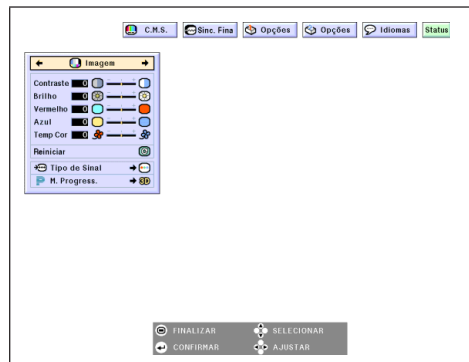 C.M.S. Sinc. Fina Opções Opções Idiomas Status
Imagem
Contraste 0
Brilho 0
Vermelho 0
Azul 0
Temp Cor 0
Reiniciar
Tipo de Sinal
P M. Progress. 3D
FINALIZAR SELECIONAR
CONFIRMAR AJUSTAR